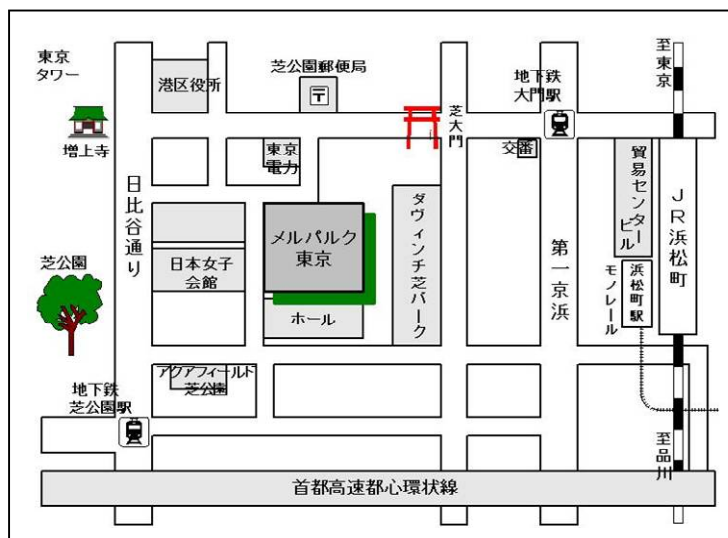 東京
タワー
港区役所
芝公園郵便局
地下鉄
大門駅
至東京
増上寺
東京
電力
芝大門
交番
貿易センター
ビル
JR浜松町
日比谷通り
メルパルク
東京
ダヴィンチ芝パーク
第一京浜
日本女子
会館
芝公園
ホール
モノレール
浜松町駅
アクアフィールド
芝公園
地下鉄
芝公園駅
至品川
首都高速都心環状線